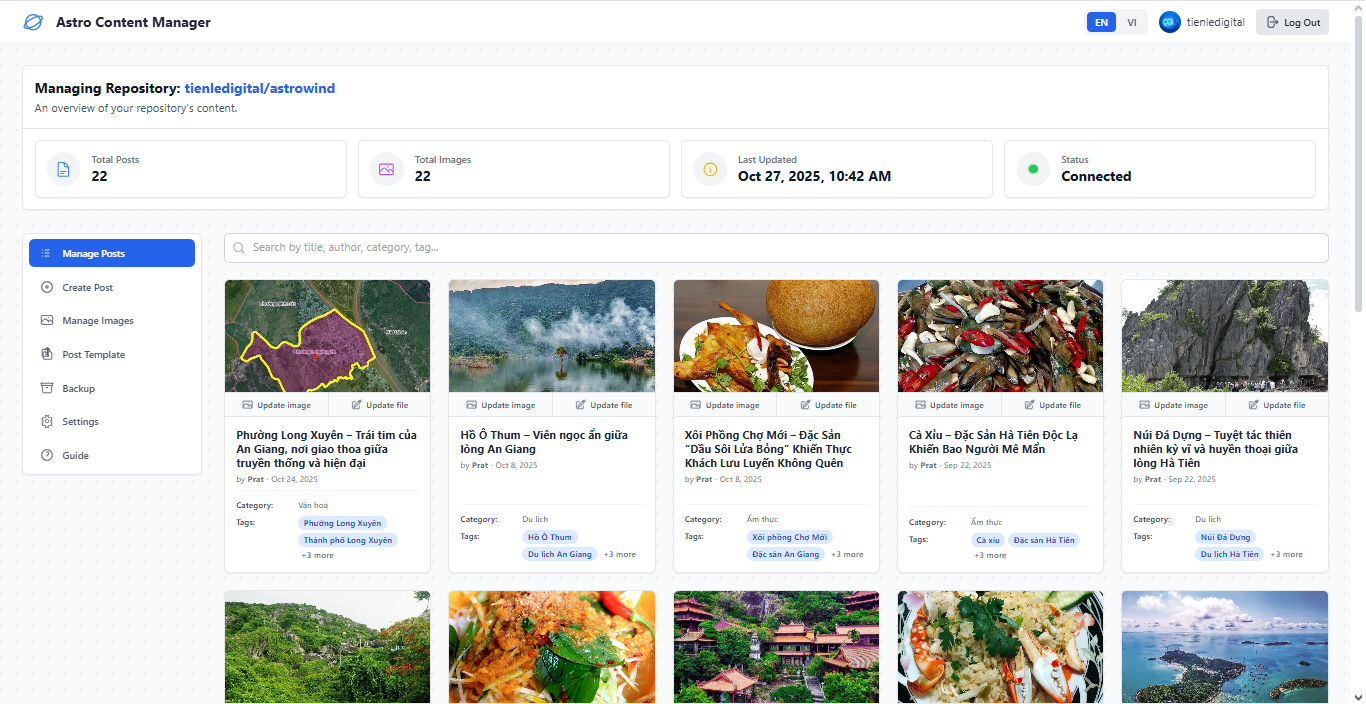 Astro Content Manager
EN
VI
tienledigital
Log Out
Managing Repository: tienledigital/astrowind
An overview of your repository's content.
Total Posts
22
Total Images
22
Last Updated
Oct 27, 2025, 10:42 AM
Status
Connected
Manage Posts
Create Post
Manage Images
Post Template
Backup
Settings
Guide
Search by title, author, category, tag...
Update image
Update file
Phường Long Xuyên – Trái tim của
An Giang, nơi giao thoa giữa
truyền thống và hiện đại
by Prat · Oct 24, 2025
Category: Văn hoá
Tags: Phường Long Xuyên
Thành phố Long Xuyên
+3 more
Update image
Update file
Hồ Ô Thum – Viên ngọc ẩn giữa
lòng An Giang
by Prat · Oct 8, 2025
Category: Du lịch
Tags: Hồ Ô Thum
Du lịch An Giang +3 more
Update image
Update file
Xôi Phồng Chợ Mới – Đặc Sản
“Dầu Sôi Lửa Bỏng” Khiến Thực
Khách Lưu Luyến Không Quên
by Prat · Oct 8, 2025
Category: Ẩm thực
Tags: Xôi phồng Chợ Mới
Đặc sản An Giang +3 more
Update image
Update file
Cà Xỉu – Đặc Sản Hà Tiên Độc Lạ
Khiến Bao Người Mê Mẩn
by Prat · Sep 22, 2025
Category: Ẩm thực
Tags: Cà xỉu Đặc sản Hà Tiên
+3 more
Update image
Update file
Núi Đá Dựng – Tuyệt tác thiên
nhiên kỳ vĩ và huyền thoại giữa
lòng Hà Tiên
by Prat · Sep 22, 2025
Category: Du lịch
Tags: Núi Đá Dựng
Du lịch Hà Tiên +3 more